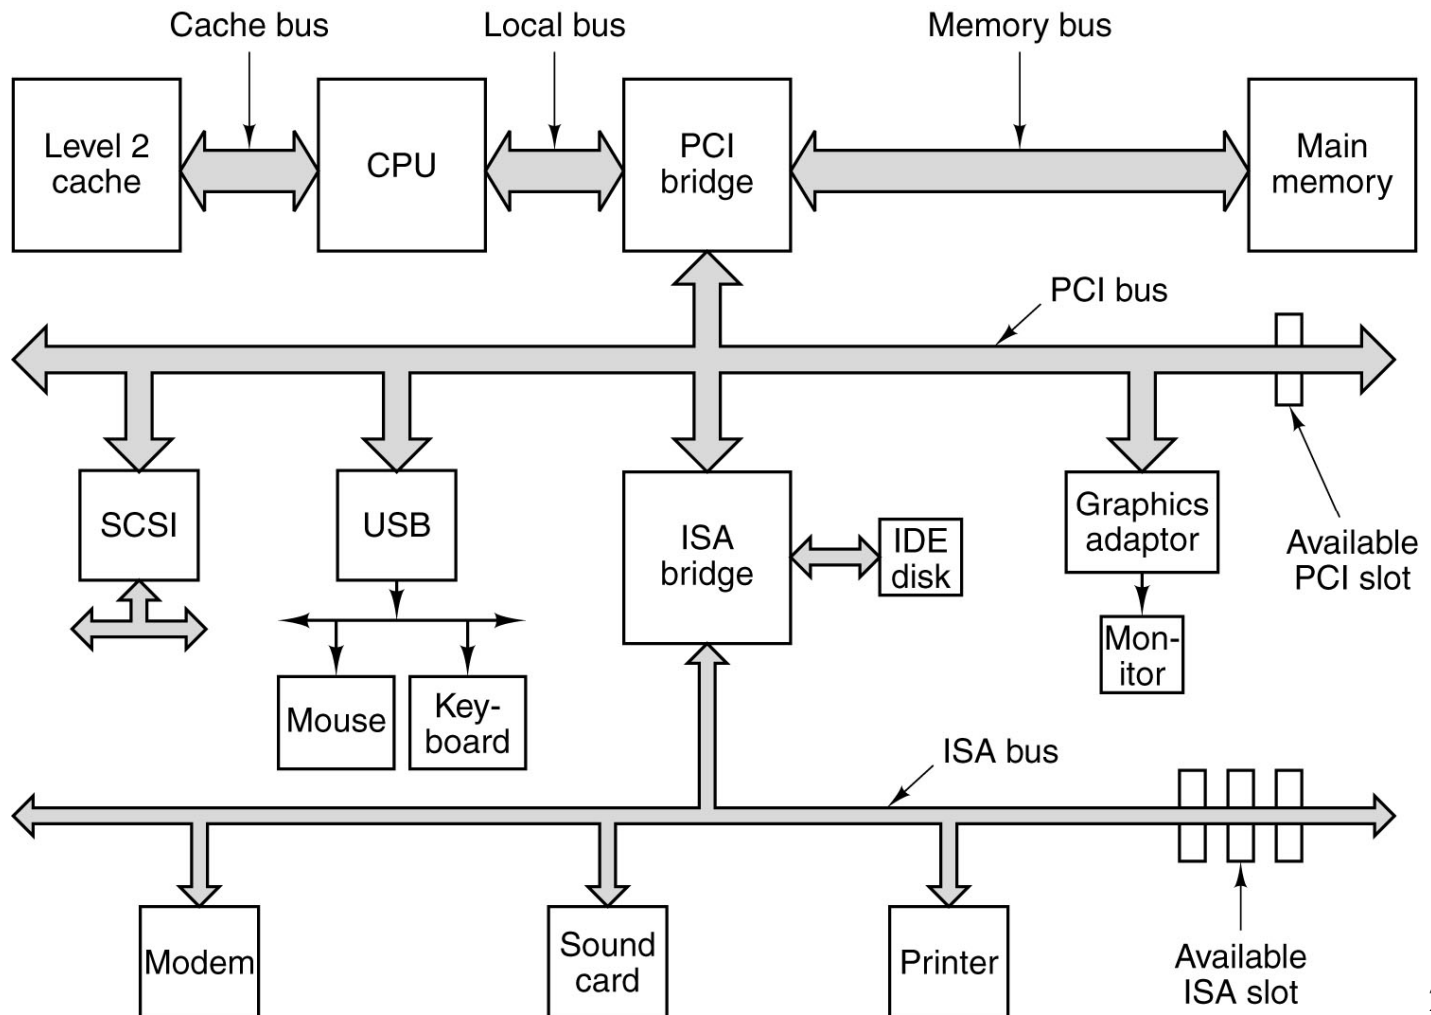 Cache bus
Local bus
Memory bus
Level 2
cache
CPU
PCI
bridge
Main
memory
PCI bus
SCSI
USB
ISA
bridge
IDE
disk
Graphics
adaptor
Available
PCI slot
Mon-
itor
Mouse
Key-
board
ISA bus
Modem
Sound
card
Printer
Available
ISA slot